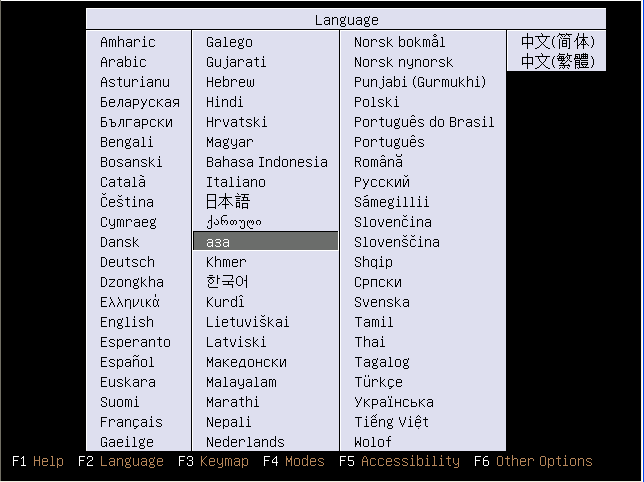 Language
Amharic
Arabic
Asturianu
Беларуская
Български
Bengali
Bosanski
Català
Čeština
Cymraeg
Dansk
Deutsch
Dzongkha
Ελληνικά
English
Esperanto
Español
Euskara
Suomi
Français
Gaeilge
Galego
Gujarati
Hebrew
Hindi
Hrvatski
Magyar
Bahasa Indonesia
Italiano
日本語
ქართული
аза
Khmer
한국어
Kurdî
Lietuviškai
Latviski
Македонски
Malayalam
Marathi
Nepali
Nederlands
Norsk bokmål
Norsk nynorsk
Punjabi (Gurmukhi)
Polski
Português do Brasil
Português
Română
Русский
Sámegillii
Slovenčina
Slovenščina
Shqip
Српски
Svenska
Tamil
Thai
Tagalog
Türkçe
Українська
Tiếng Việt
Wolof
中文(简体)
中文(繁體)
F1 Help F2 Language F3 Keymap F4 Modes F5 Accessibility F6 Other Options